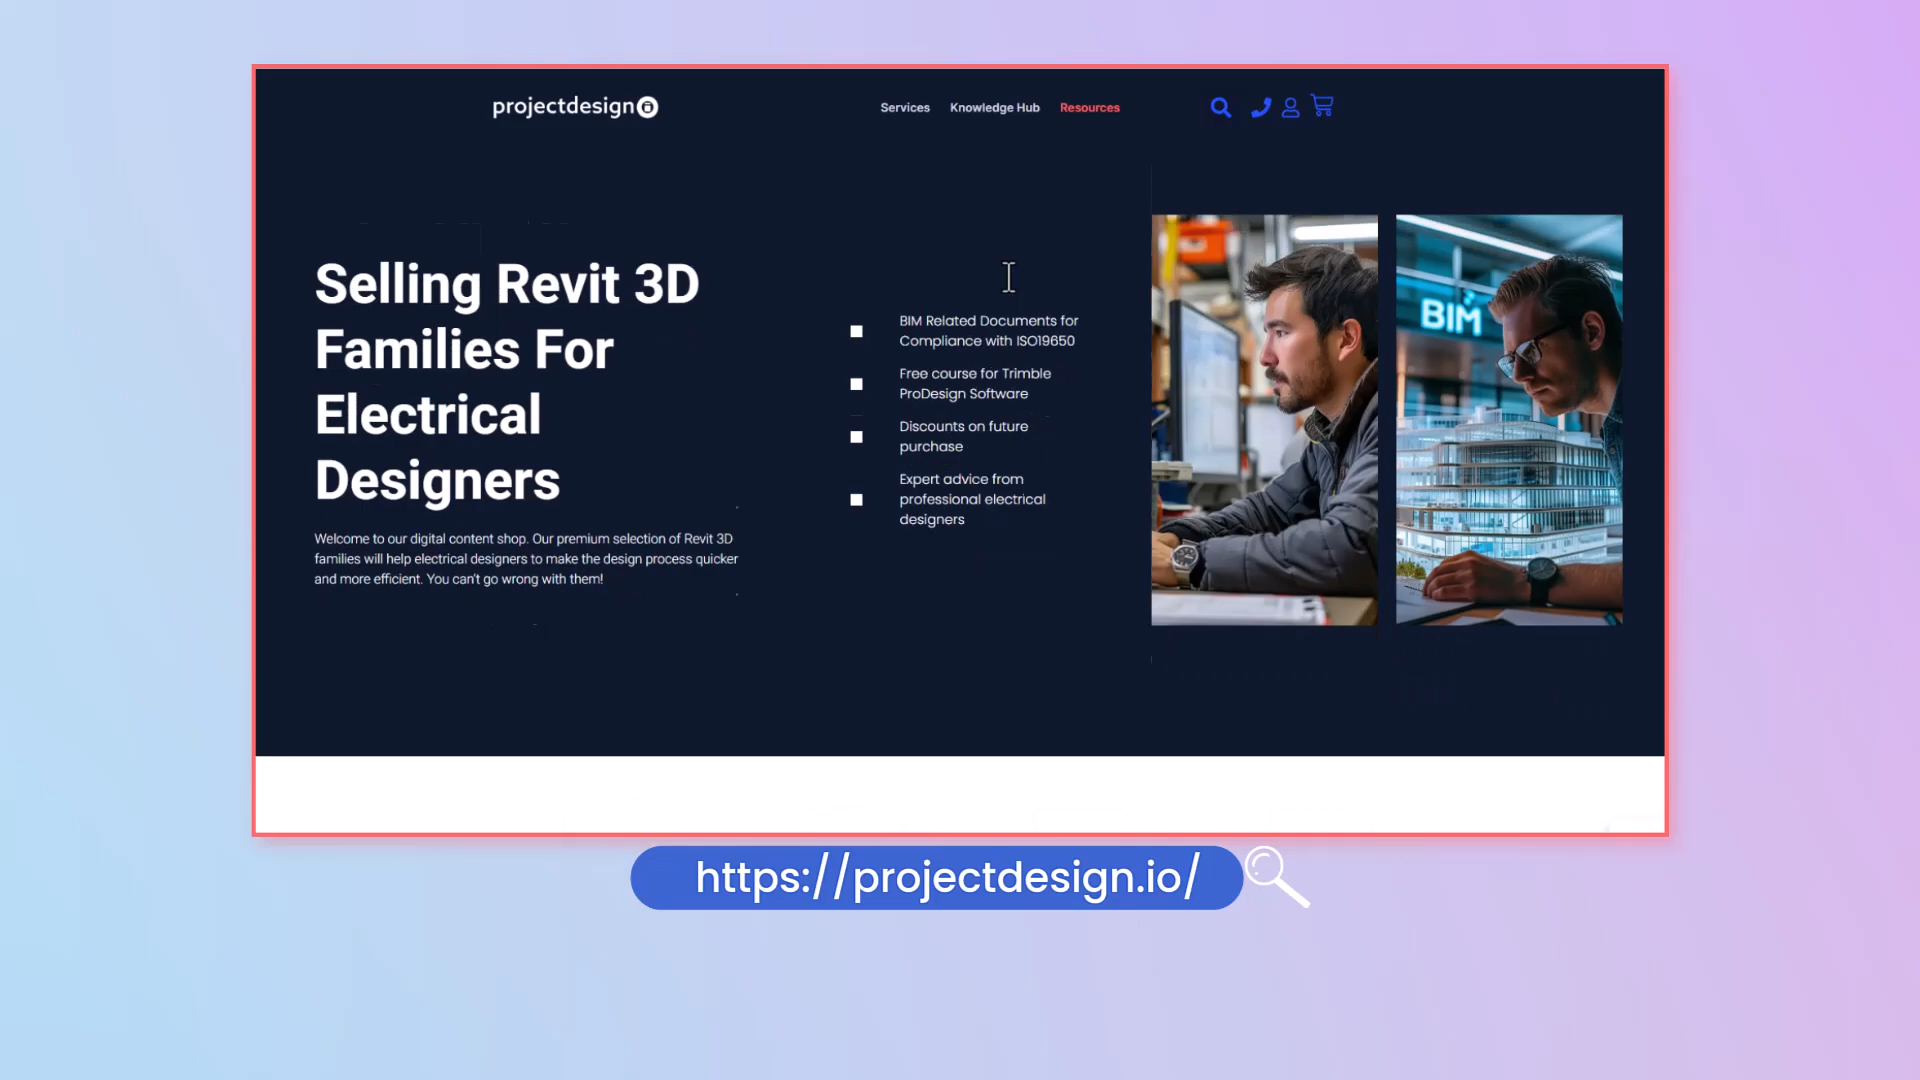 projectdesign
Services
Knowledge Hub
Resources
Selling Revit 3D
Families For
Electrical
Designers
Welcome to our digital content shop. Our premium selection of Revit 3D
families will help electrical designers to make the design process quicker
and more efficient. You can't go wrong with them!
BIM Related Documents for
Compliance with ISO19650
Free course for Trimble
ProDesign Software
Discounts on future
purchase
Expert advice from
professional electrical
designers
BIM
https://projectdesign.io/